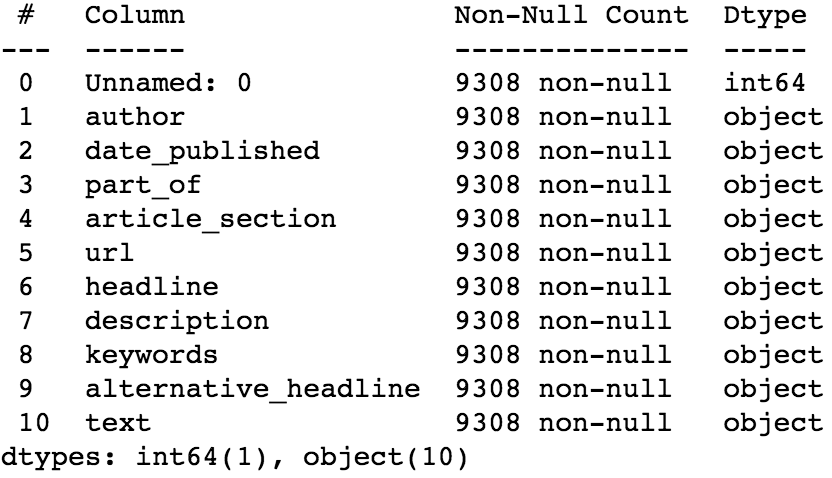 #   Column                Non-Null Count  Dtype
---  ------                --------------  -----
0   Unnamed: 0            9308 non-null   int64
1   author                9308 non-null   object
2   date_published        9308 non-null   object
3   part_of               9308 non-null   object
4   article_section       9308 non-null   object
5   url                   9308 non-null   object
6   headline              9308 non-null   object
7   description           9308 non-null   object
8   keywords              9308 non-null   object
9   alternative_headline  9308 non-null   object
10  text                  9308 non-null   object
dtypes: int64(1), object(10)